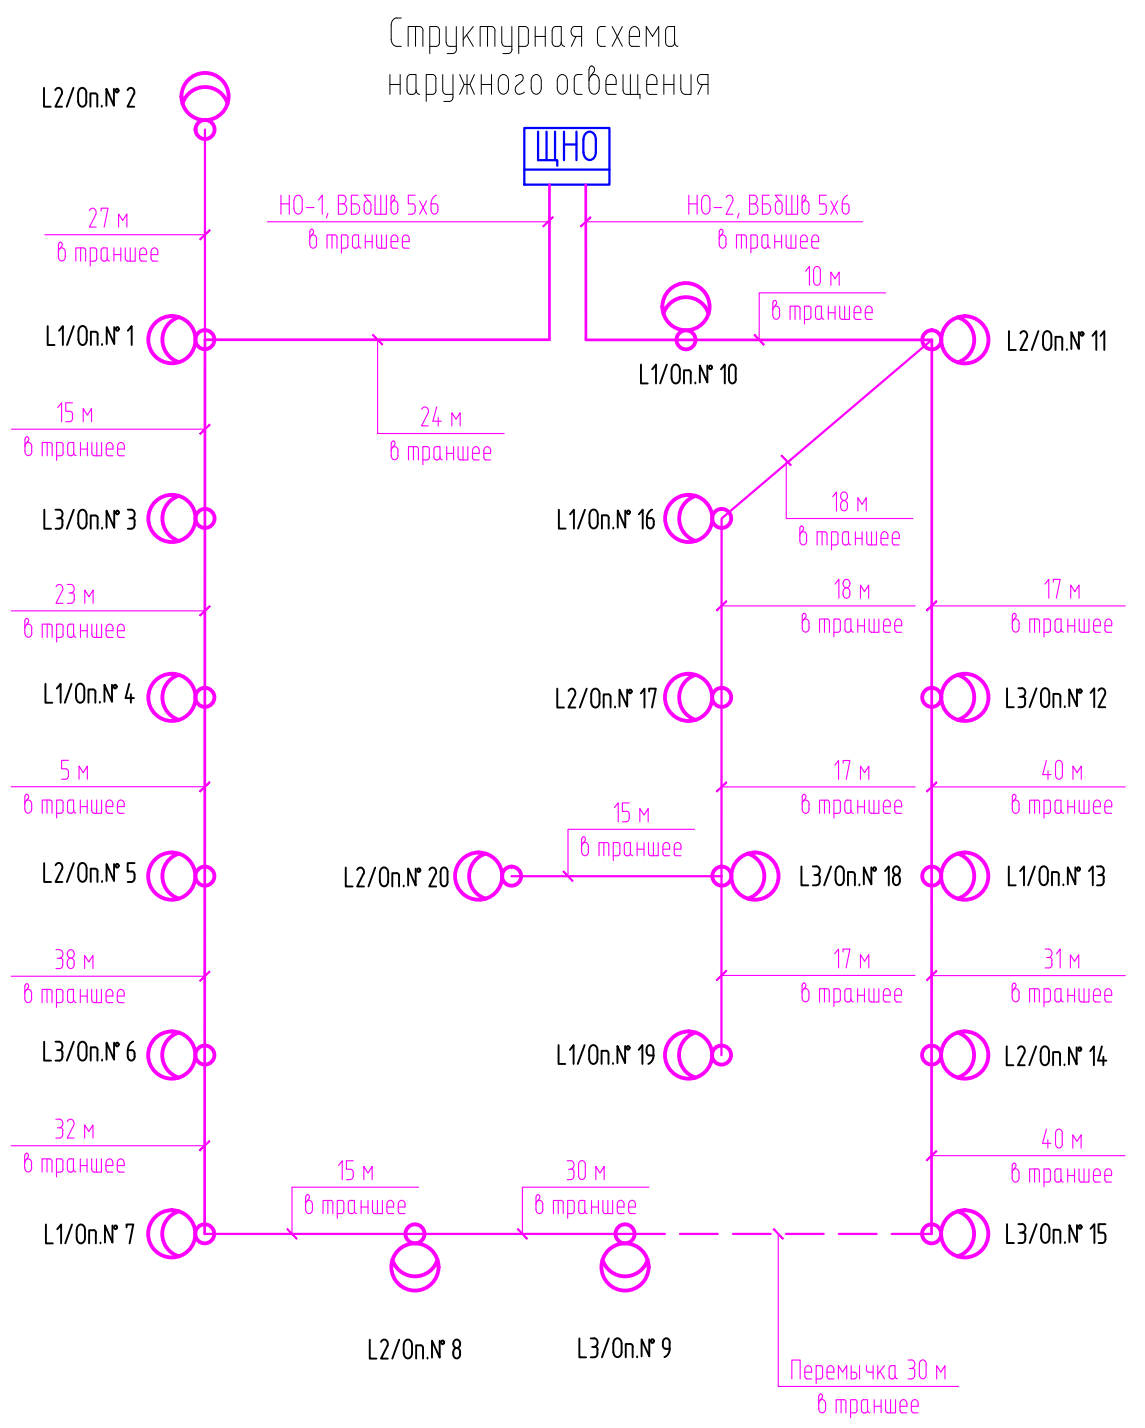 Структурная схема
наружного освещения
L2/Оп.№ 2
ЩНО
НО-1, ВБбШв 5х6
в траншее
НО-2, ВБбШв 5х6
в траншее
27 м
в траншее
10 м
в траншее
L1/Оп.№ 1
L2/Оп.№ 11
L1/Оп.№ 10
15 м
в траншее
24 м
в траншее
L3/Оп.№ 3
L1/Оп.№ 16
18 м
в траншее
23 м
в траншее
18 м
в траншее
17 м
в траншее
L1/Оп.№ 4
L2/Оп.№ 17
L3/Оп.№ 12
5 м
в траншее
17 м
в траншее
40 м
в траншее
15 м
в траншее
L2/Оп.№ 5
L2/Оп.№ 20
L3/Оп.№ 18
L1/Оп.№ 13
38 м
в траншее
17 м
в траншее
31 м
в траншее
L3/Оп.№ 6
L1/Оп.№ 19
L2/Оп.№ 14
32 м
в траншее
40 м
в траншее
15 м
в траншее
30 м
в траншее
L1/Оп.№ 7
L3/Оп.№ 15
L2/Оп.№ 8
L3/Оп.№ 9
Перемычка 30 м
в траншее